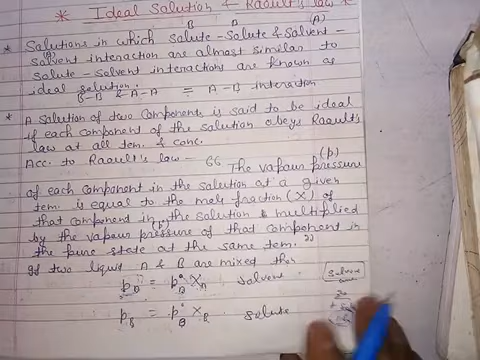 * Ideal solution & Raoult's law *
B B (A)
* Solutions in which solute-Solute & Solvent-
(A)
solvent interaction are almost similar to
Solute-Solvent interactions are known as
ideal solution.
B-B & A-A = A-B interaction
* A solution of two components is said to be ideal
if each component of the solution obeys Raoult's
law at all tem. & conc.
Acc. to Raoult's law - 66 The vapour pressure
(p)
of each component in the solution at a given
tem. is equal to the mole fraction (X) of
that component in the solution & multiplied
by the vapour pressure of that component in
the pure state at the same tem. ))
If two liquid A & B are mixed then
= X solvent
p_B = p°_B X_B solute
Solvent